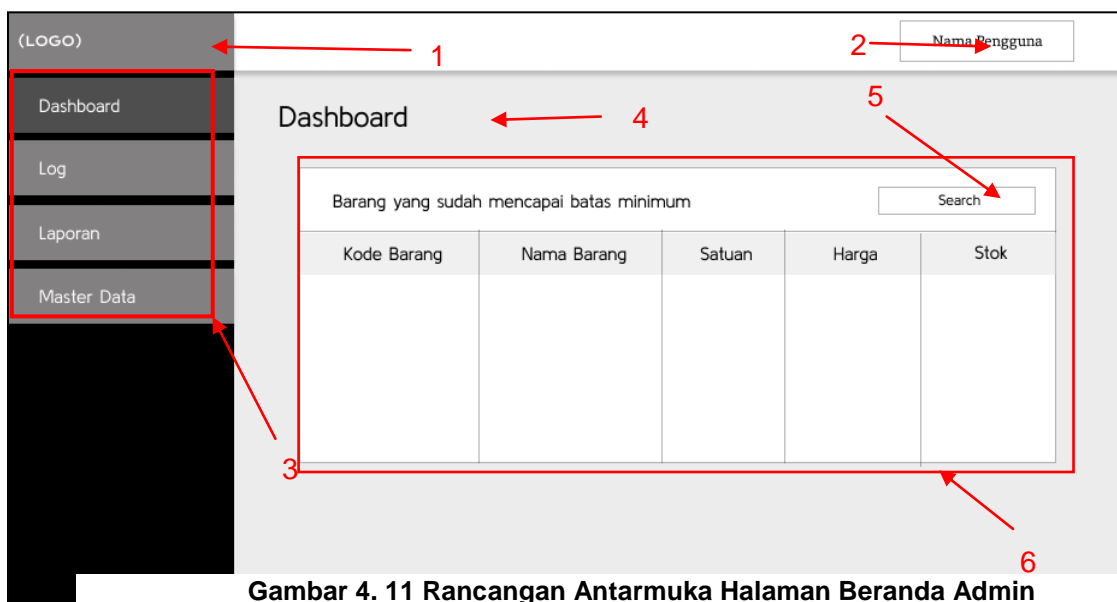 (LOGO)
1
2
Nama Pengguna
Dashboard
Log
Laporan
Master Data
3
Dashboard
4
5
Barang yang sudah mencapai batas minimum
Search
Kode Barang Nama Barang Satuan Harga Stok
6
Gambar 4. 11 Rancangan Antarmuka Halaman Beranda Admin